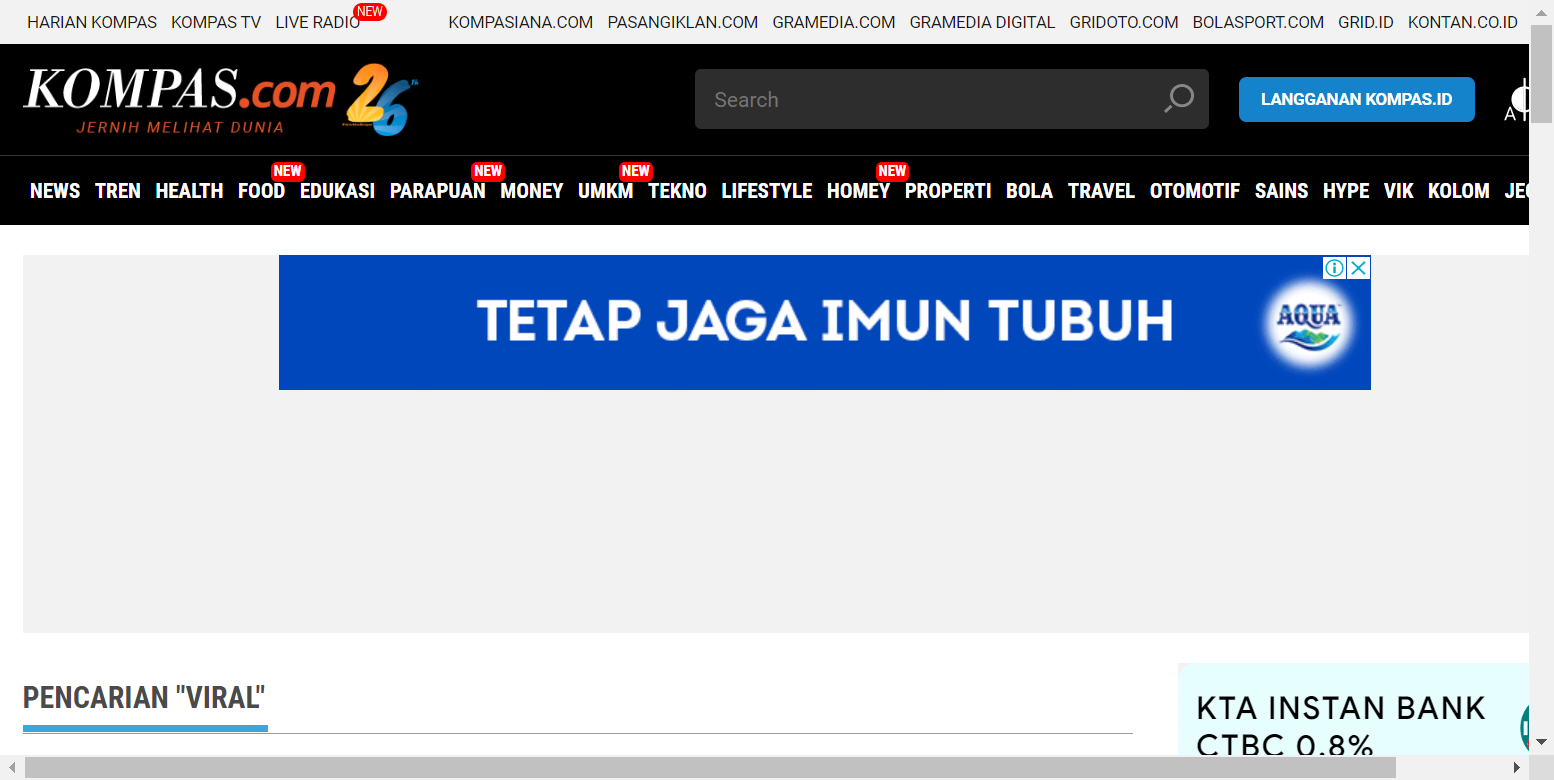 HARIAN KOMPAS KOMPAS TV LIVE RADIO NEW KOMPASIANA.COM PASANGIKLAN.COM GRAMEDIA.COM GRAMEDIA DIGITAL GRIDOTO.COM BOLASPORT.COM GRID.ID KONTAN.CO.ID
KOMPAS.com 26
JERNIH MELIHAT DUNIA
Search
LANGGANAN KOMPAS.ID
A
NEW NEW NEW NEW
NEWS TREN HEALTH FOOD EDUKASI PARAPUAN MONEY UMKM TEKNO LIFESTYLE HOMEY PROPERTI BOLA TRAVEL OTOMOTIF SAINS HYPE VIK KOLOM
TETAP JAGA IMUN TUBUH
AQUA
PENCARIAN "VIRAL"
KTA INSTAN BANK
CTBC 0.8%